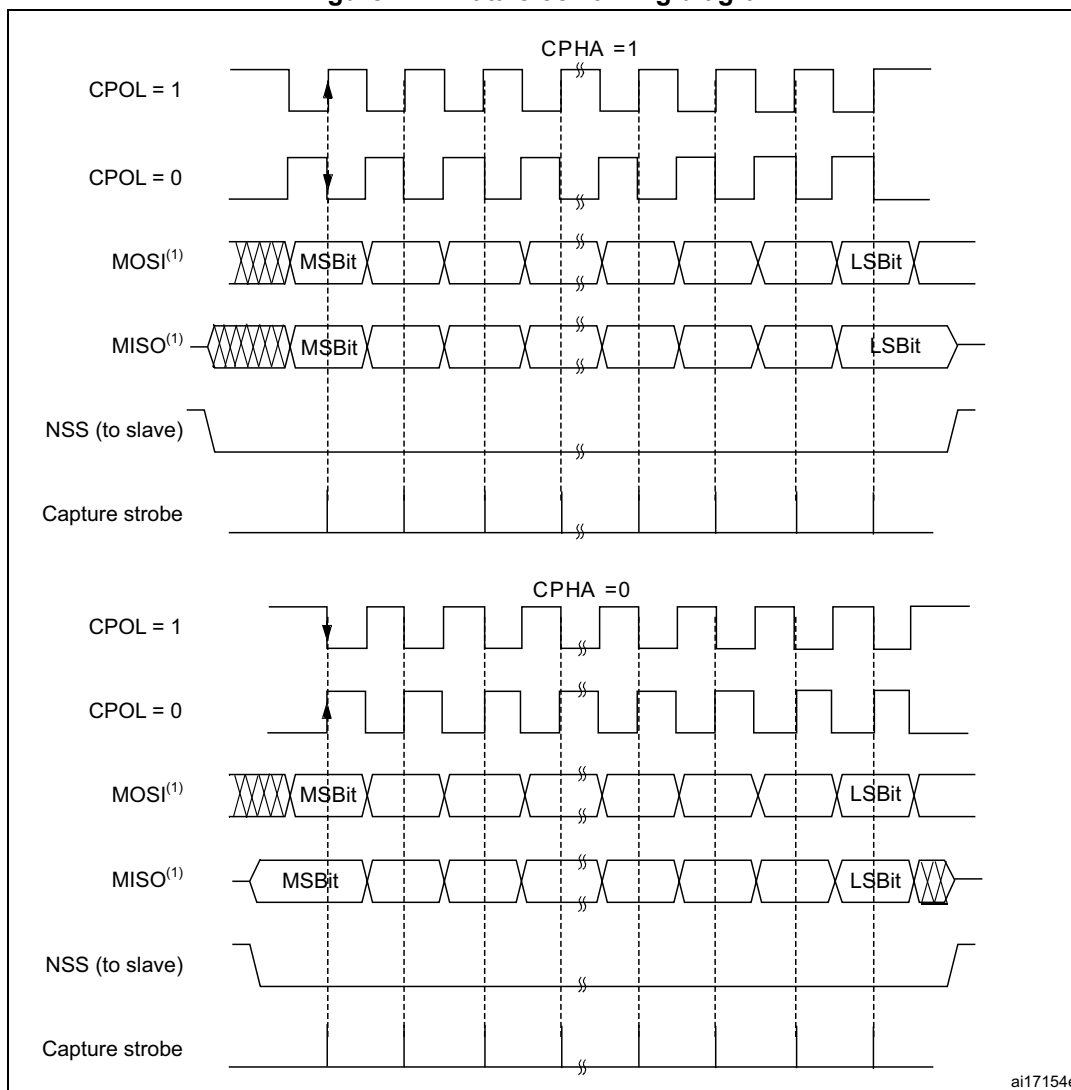 CPHA =1
CPOL = 1
CPOL = 0
MOSI(1)
MSBit
LSBit
MISO(1)
MSBit
LSBit
NSS (to slave)
Capture strobe
CPHA =0
CPOL = 1
CPOL = 0
MOSI(1)
MSBit
LSBit
MISO(1)
MSBit
LSBit
NSS (to slave)
Capture strobe